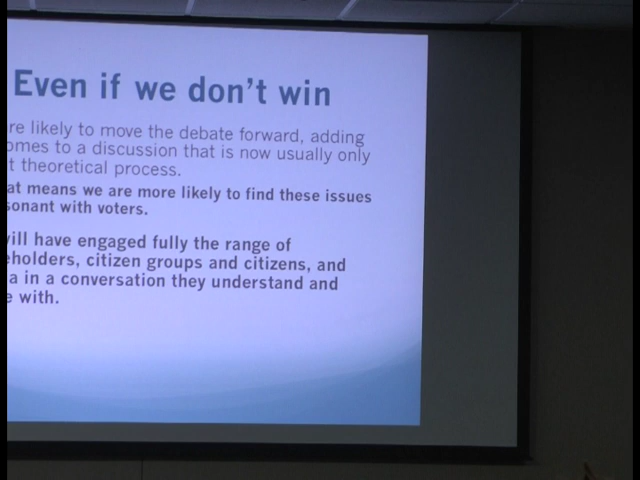 Even if we don't win
re likely to move the debate forward, adding
omes to a discussion that is now usually only
t theoretical process.
at means we are more likely to find these issues
sonant with voters.
will have engaged fully the range of
eholders, citizen groups and citizens, and
a in a conversation they understand and
e with.